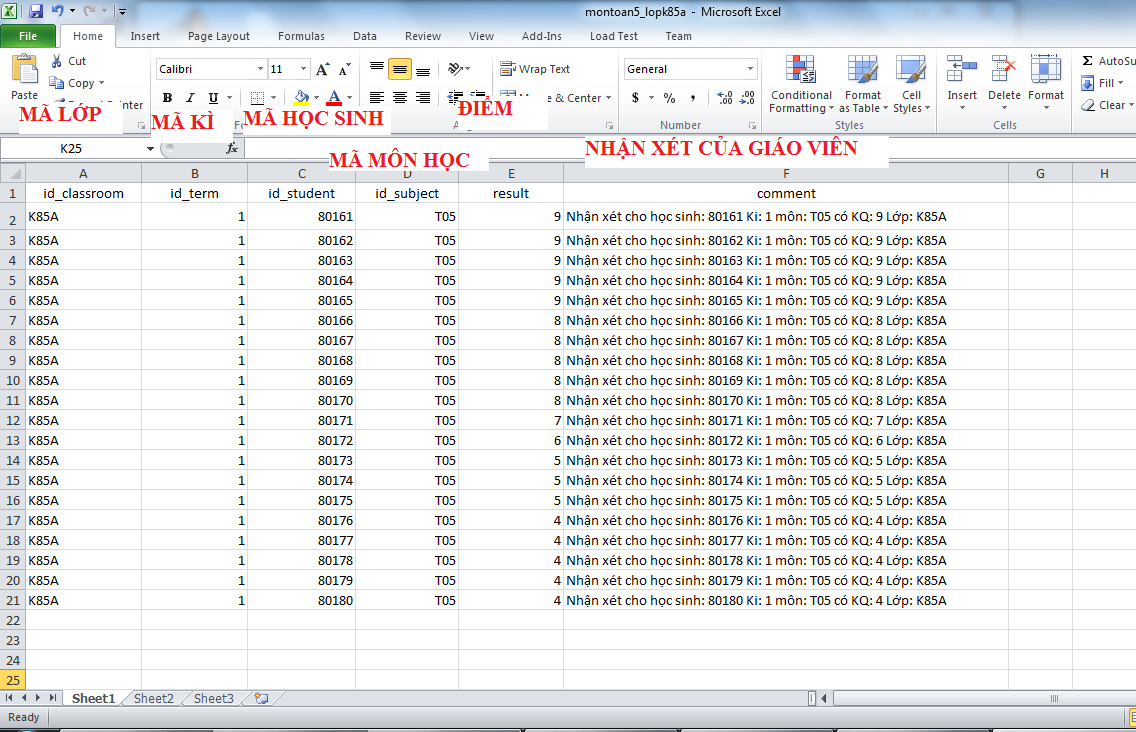 montoan5_lopk85a - Microsoft Excel
File Home Insert Page Layout Formulas Data Review View Add-Ins Load Test Team
Cut
Calibri 11
Wrap Text
General
AutoSu
Paste
Copy
Conditional Formatting
Format as Table
Cell Styles
Insert Delete Format
Fill
B I U
e & Center
$ % ,
Clear
Number Styles Cells
MÃ LỚP
MÃ KÌ
MÃ HỌC SINH
ĐIỂM
K25
fx
MÃ MÔN HỌC
NHẬN XÉT CỦA GIÁO VIÊN
A B C D E F G H
1 id_classroom id_term id_student id_subject result comment
2 K85A 1 80161 T05 9 Nhận xét cho học sinh: 80161 Ki: 1 môn: T05 có KQ: 9 Lớp: K85A
3 K85A 1 80162 T05 9 Nhận xét cho học sinh: 80162 Ki: 1 môn: T05 có KQ: 9 Lớp: K85A
4 K85A 1 80163 T05 9 Nhận xét cho học sinh: 80163 Ki: 1 môn: T05 có KQ: 9 Lớp: K85A
5 K85A 1 80164 T05 9 Nhận xét cho học sinh: 80164 Ki: 1 môn: T05 có KQ: 9 Lớp: K85A
6 K85A 1 80165 T05 9 Nhận xét cho học sinh: 80165 Ki: 1 môn: T05 có KQ: 9 Lớp: K85A
7 K85A 1 80166 T05 8 Nhận xét cho học sinh: 80166 Ki: 1 môn: T05 có KQ: 8 Lớp: K85A
8 K85A 1 80167 T05 8 Nhận xét cho học sinh: 80167 Ki: 1 môn: T05 có KQ: 8 Lớp: K85A
9 K85A 1 80168 T05 8 Nhận xét cho học sinh: 80168 Ki: 1 môn: T05 có KQ: 8 Lớp: K85A
10 K85A 1 80169 T05 8 Nhận xét cho học sinh: 80169 Ki: 1 môn: T05 có KQ: 8 Lớp: K85A
11 K85A 1 80170 T05 8 Nhận xét cho học sinh: 80170 Ki: 1 môn: T05 có KQ: 8 Lớp: K85A
12 K85A 1 80171 T05 7 Nhận xét cho học sinh: 80171 Ki: 1 môn: T05 có KQ: 7 Lớp: K85A
13 K85A 1 80172 T05 6 Nhận xét cho học sinh: 80172 Ki: 1 môn: T05 có KQ: 6 Lớp: K85A
14 K85A 1 80173 T05 5 Nhận xét cho học sinh: 80173 Ki: 1 môn: T05 có KQ: 5 Lớp: K85A
15 K85A 1 80174 T05 5 Nhận xét cho học sinh: 80174 Ki: 1 môn: T05 có KQ: 5 Lớp: K85A
16 K85A 1 80175 T05 5 Nhận xét cho học sinh: 80175 Ki: 1 môn: T05 có KQ: 5 Lớp: K85A
17 K85A 1 80176 T05 4 Nhận xét cho học sinh: 80176 Ki: 1 môn: T05 có KQ: 4 Lớp: K85A
18 K85A 1 80177 T05 4 Nhận xét cho học sinh: 80177 Ki: 1 môn: T05 có KQ: 4 Lớp: K85A
19 K85A 1 80178 T05 4 Nhận xét cho học sinh: 80178 Ki: 1 môn: T05 có KQ: 4 Lớp: K85A
20 K85A 1 80179 T05 4 Nhận xét cho học sinh: 80179 Ki: 1 môn: T05 có KQ: 4 Lớp: K85A
21 K85A 1 80180 T05 4 Nhận xét cho học sinh: 80180 Ki: 1 môn: T05 có KQ: 4 Lớp: K85A
22
23
24
25
Sheet1 Sheet2 Sheet3
Ready